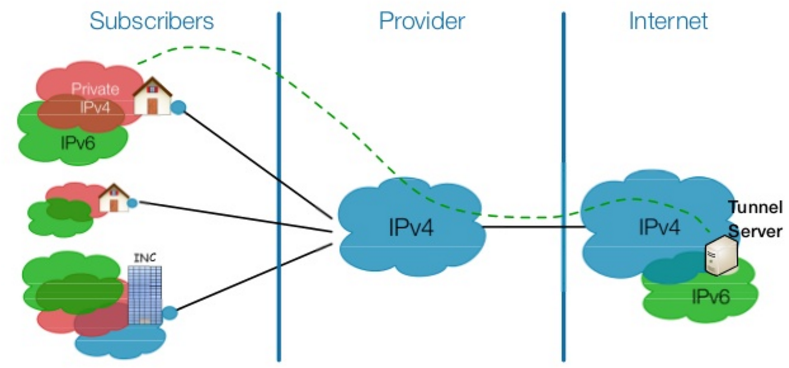 Subscribers
Provider
Internet
Private
IPv4
IPv6
INC
IPv4
IPv4
Tunnel
Server
IPv6